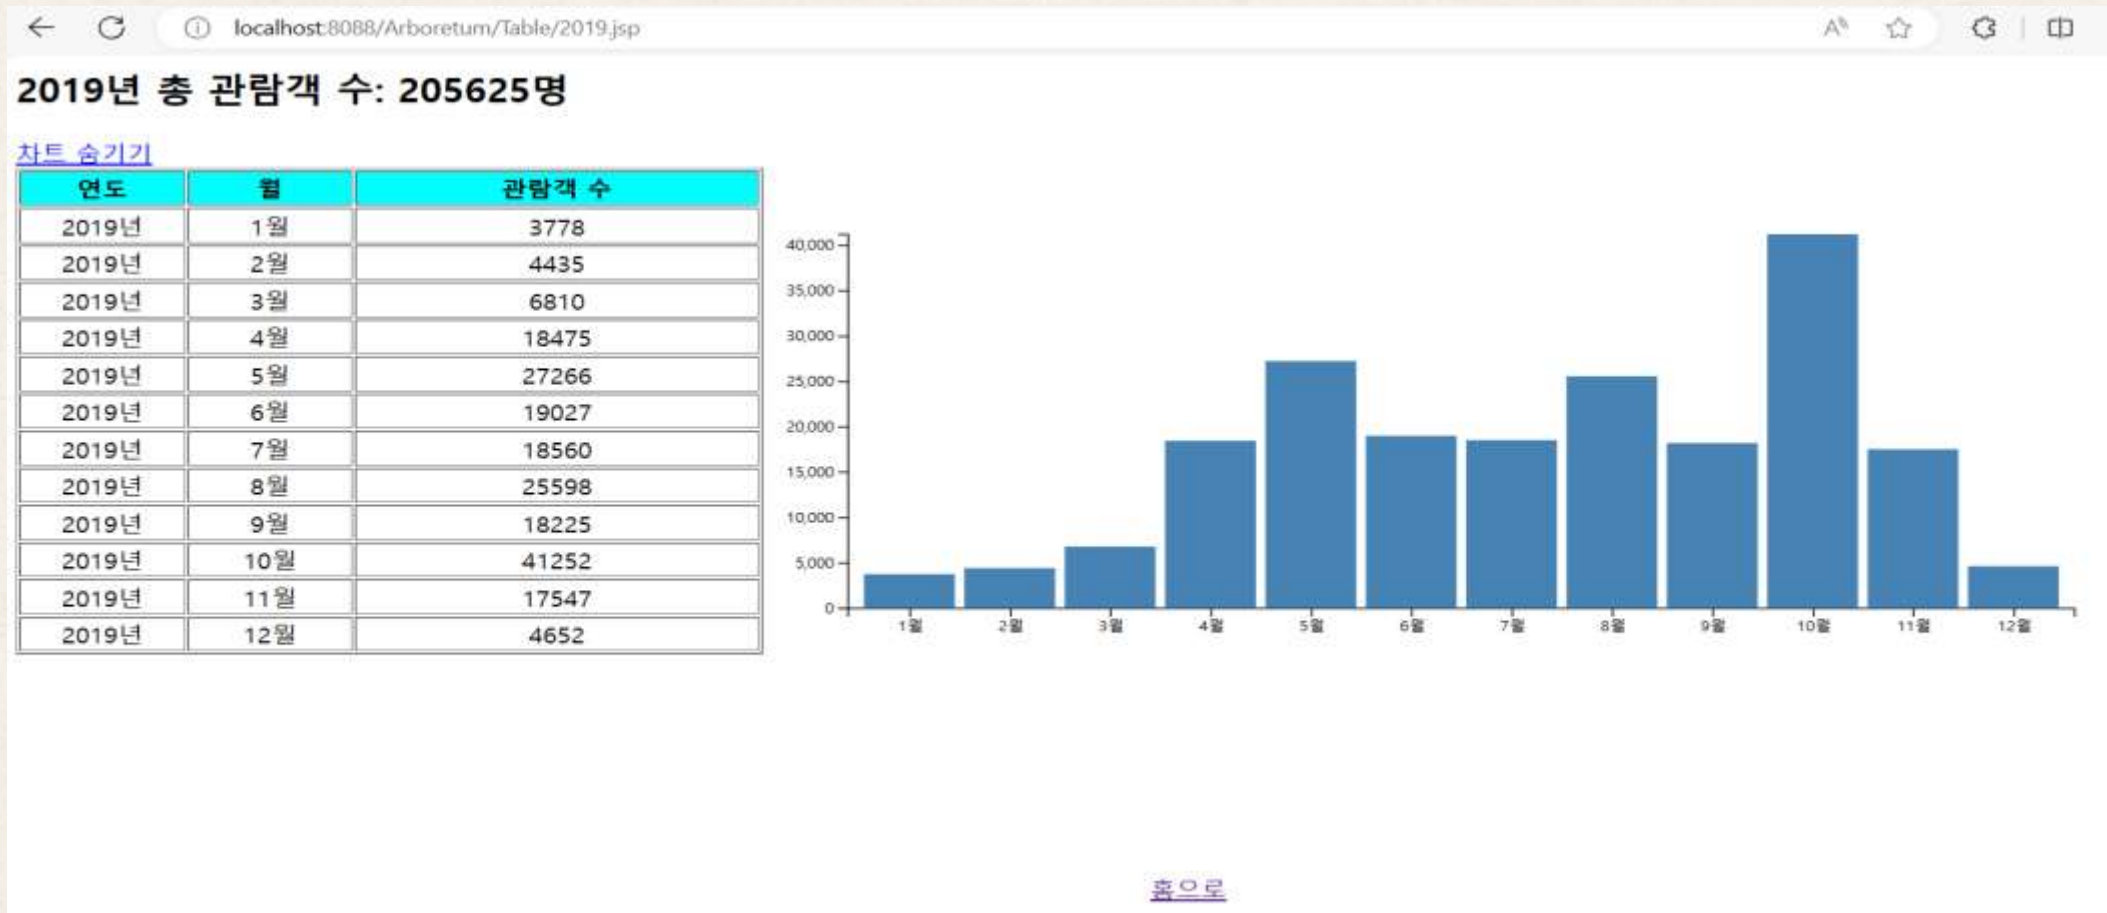 localhost:8088/Arboretum/Table/2019.jsp
2019년 총 관람객 수: 205625명
차트 숨기기
연도 월 관람객 수
2019년 1월 3778
2019년 2월 4435
2019년 3월 6810
2019년 4월 18475
2019년 5월 27266
2019년 6월 19027
2019년 7월 18560
2019년 8월 25598
2019년 9월 18225
2019년 10월 41252
2019년 11월 17547
2019년 12월 4652
40,000
35,000
30,000
25,000
20,000
15,000
10,000
5,000
0
1월 2월 3월 4월 5월 6월 7월 8월 9월 10월 11월 12월
홈으로